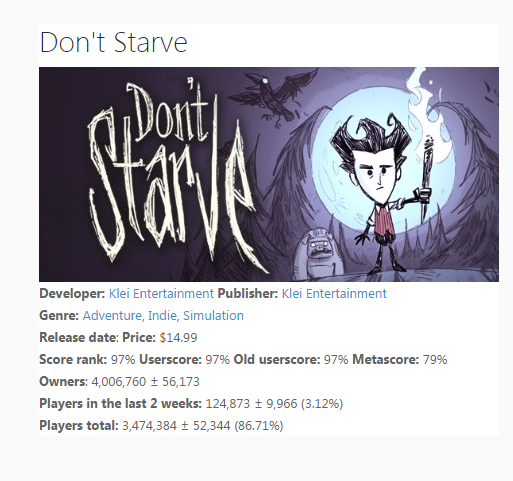 Don't Starve
Don't
Starve
Developer: Klei Entertainment Publisher: Klei Entertainment
Genre: Adventure, Indie, Simulation
Release date: Price: $14.99
Score rank: 97% Userscore: 97% Old userscore: 97% Metascore: 79%
Owners: 4,006,760 ± 56,173
Players in the last 2 weeks: 124,873 ± 9,966 (3.12%)
Players total: 3,474,384 ± 52,344 (86.71%)